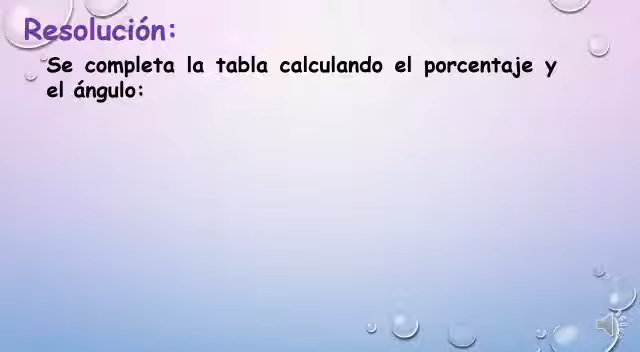 Resolución:
Se completa la tabla calculando el porcentaje y
el ángulo: